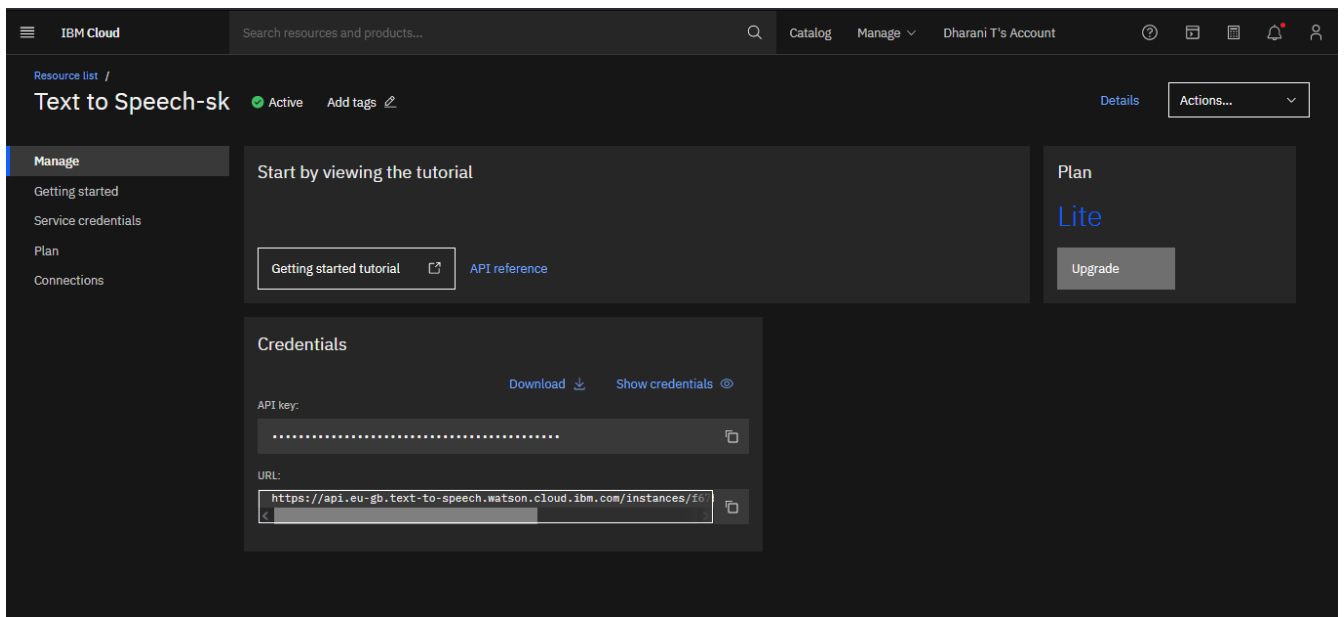 IBM Cloud
Search resources and products...
Catalog
Manage
Dharani T's Account
Resource list /
Text to Speech-sk
Active
Add tags
Details
Actions...
Manage
Getting started
Service credentials
Plan
Connections
Start by viewing the tutorial
Getting started tutorial
API reference
Plan
Lite
Upgrade
Credentials
Download
Show credentials
API key:
••••••••••••••••••••••••••••••••••••••••••••
URL:
https://api.eu-gb.text-to-speech.watson.cloud.ibm.com/instances/f67